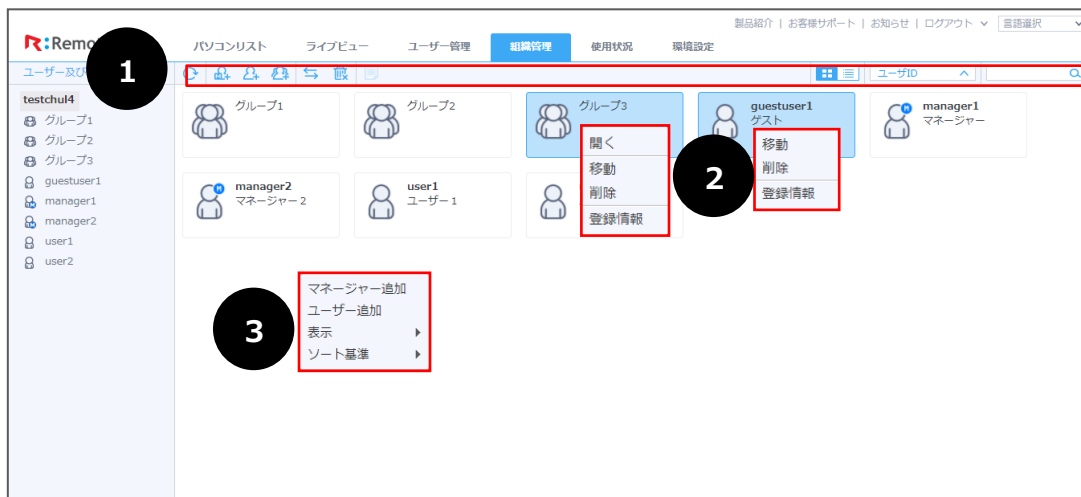 製品紹介 | お客様サポート | お知らせ | ログアウト 言語選択
Remo
パソコンリスト ライブビュー ユーザー管理 組織管理 使用状況 環境設定
ユーザー及び
1
ユーザID
testchul4
グループ1
グループ2
グループ3
guestuser1
manager1
manager2
user1
user2
グループ1
グループ2
グループ3
guestuser1
ゲスト
manager1
マネージャー
manager2
マネージャー2
user1
ユーザー1
開く
移動
削除
登録情報
2
移動
削除
登録情報
3
マネージャー追加
ユーザー追加
表示
ソート基準